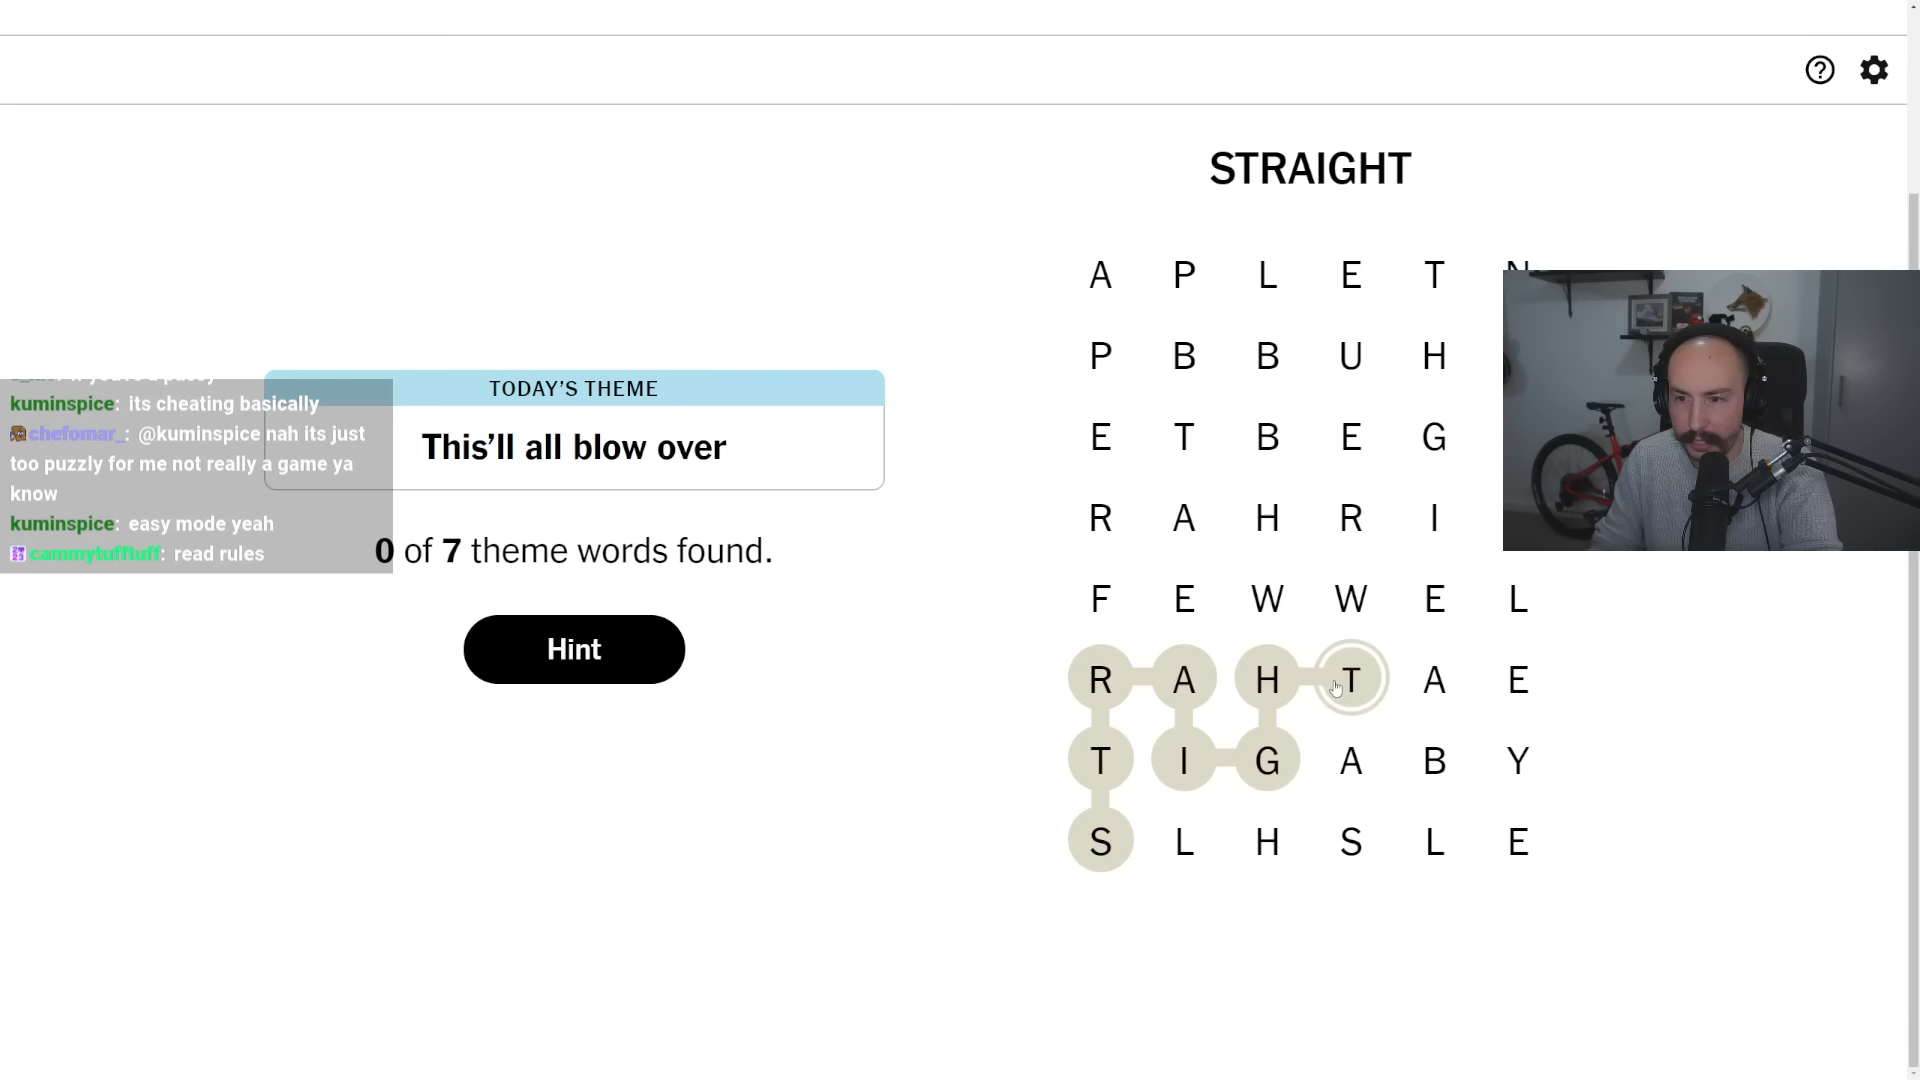 STRAIGHT
A P L E T N
P B B U H
E T B E G
R A H R I
F E W W E L
R A H T A E
T I G A B Y
S L H S L E
TODAY'S THEME
This'll all blow over
0 of 7 theme words found.
Hint
kuminspice: its cheating basically
chefomar_: @kuminspice nah its just
too puzzly for me not really a game ya
know
kuminspice: easy mode yeah
cammytufftuff: read rules